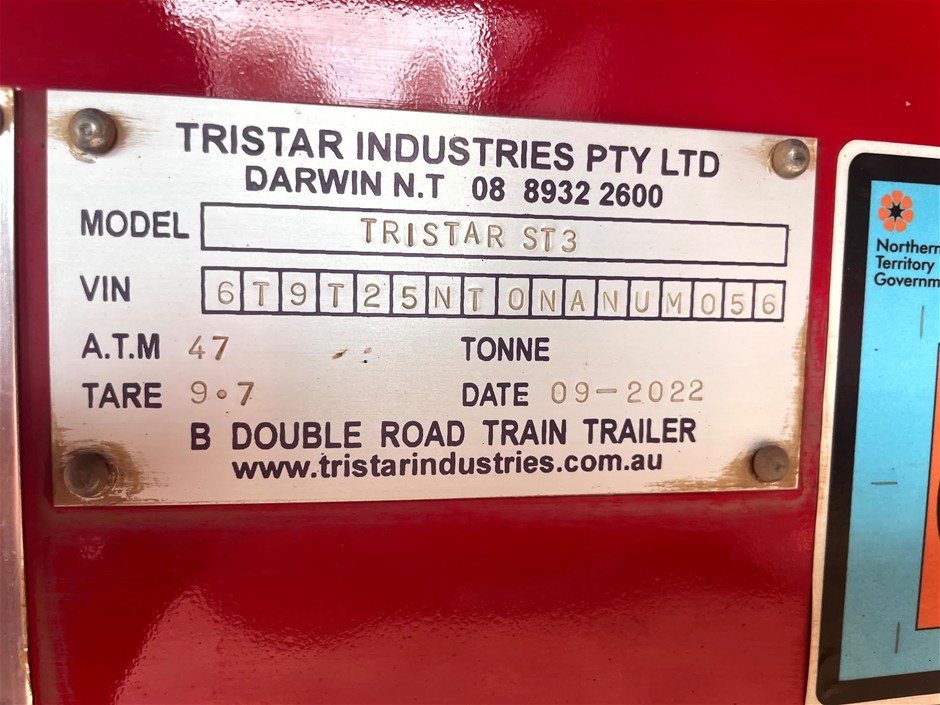 TRISTAR INDUSTRIES PTY LTD
DARWIN N.T 08 8932 2600
MODEL TRISTAR ST3
VIN 6T9T25NT0NANUM056
A.T.M 47 TONNE
TARE 9.7 DATE 09-2022
B DOUBLE ROAD TRAIN TRAILER
www.tristarindustries.com.au
Northern
Territory
Governm